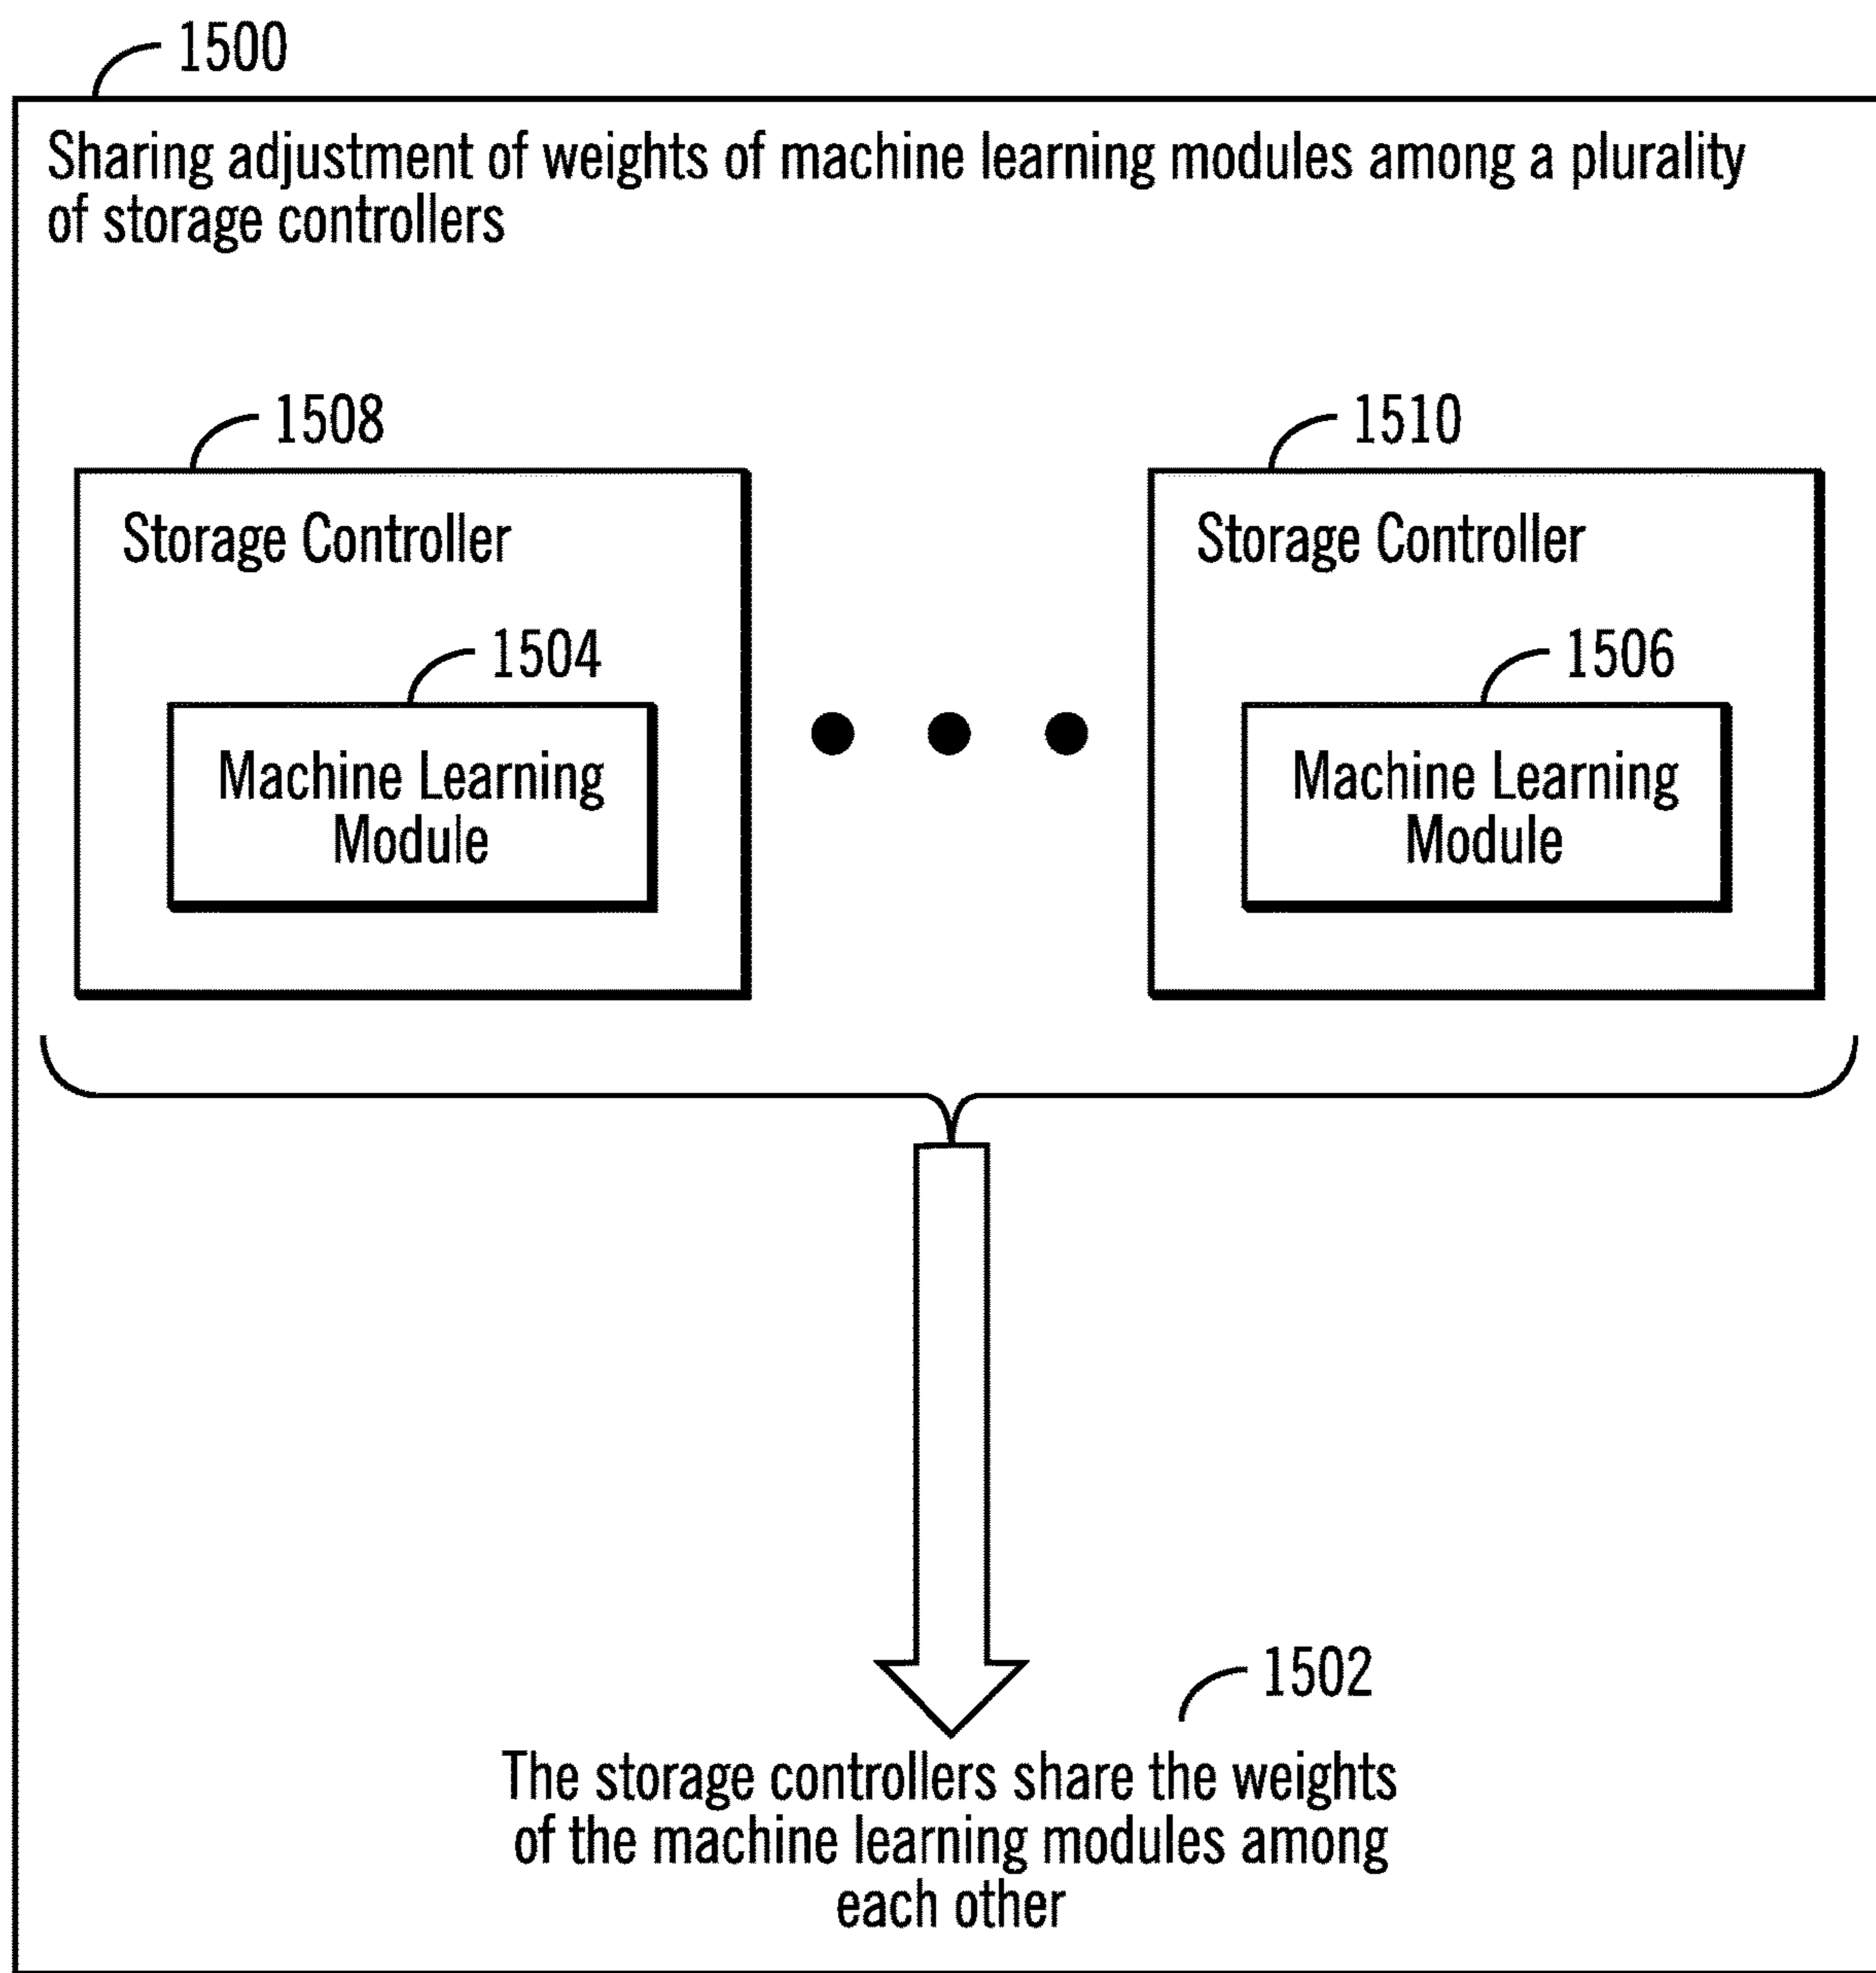 1500
Sharing adjustment of weights of machine learning modules among a plurality
of storage controllers
1508
Storage Controller
1504
Machine Learning
Module
1510
Storage Controller
1506
Machine Learning
Module
1502
The storage controllers share the weights
of the machine learning modules among
each other